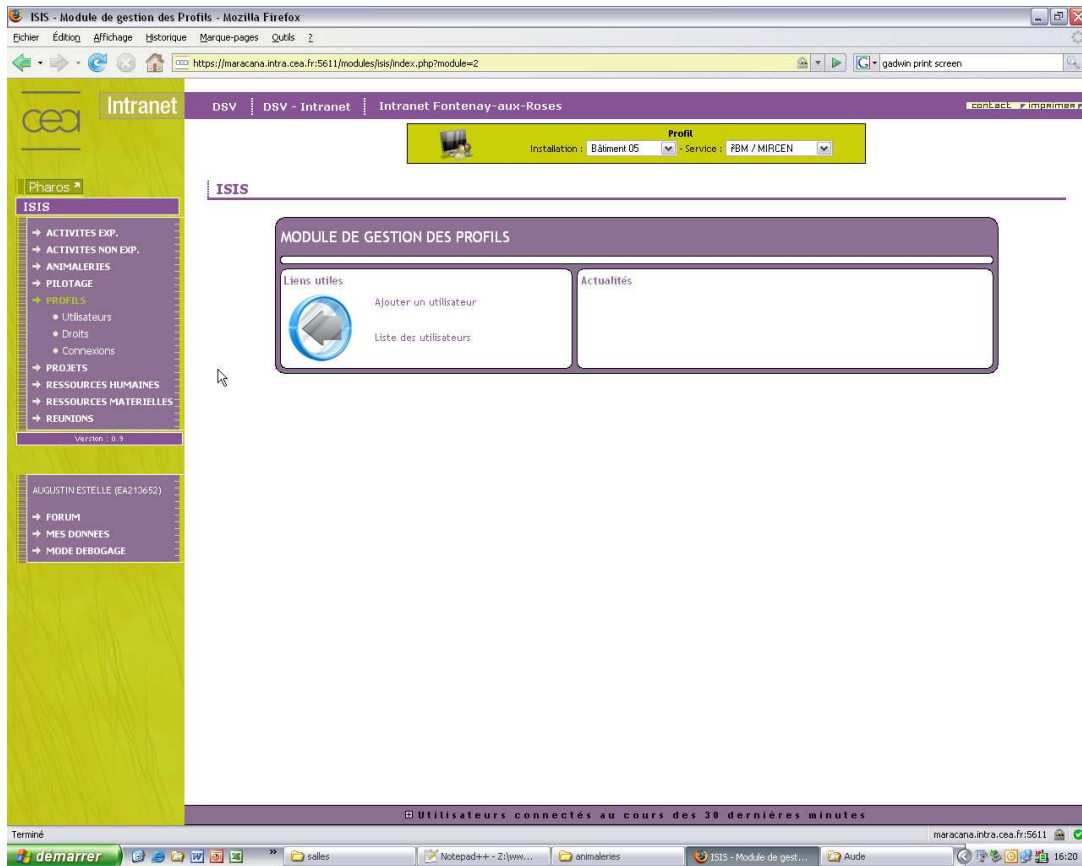 ISIS - Module de gestion des Profils - Mozilla Firefox
Fichier Édition Affichage Historique Marque-pages Outils ?
https://maracana.intra.cea.fr:5611/modules/isis/index.php?module=2
gadwin print screen
cea
Intranet
DSV DSV - Intranet Intranet Fontenay-aux-Roses
contact imprimer
Profil
Installation : Bâtiment 05 - Service : MIRCEN
Pharos
ISIS
ISIS
ACTIVITES EXP.
ACTIVITES NON EXP.
ANIMALERIES
PILOTAGE
PROFILS
Utilisateurs
Droits
Connexions
PROJETS
RESSOURCES HUMAINES
RESSOURCES MATERIELLES
REUNIONS
Version : 0.9
MODULE DE GESTION DES PROFILS
Liens utiles
Ajouter un utilisateur
Liste des utilisateurs
Actualités
AUGUSTIN ESTELLE (EA213652)
FORUM
MES DONNEES
MODE DEBOGAGE
Utilisateurs connectés au cours des 30 dernières minutes
Terminé
maracana.intra.cea.fr:5611
démarrer
salles
Notepad++ - Z:\ww...
animaleries
ISIS - Module de gest...
Aude
16:20